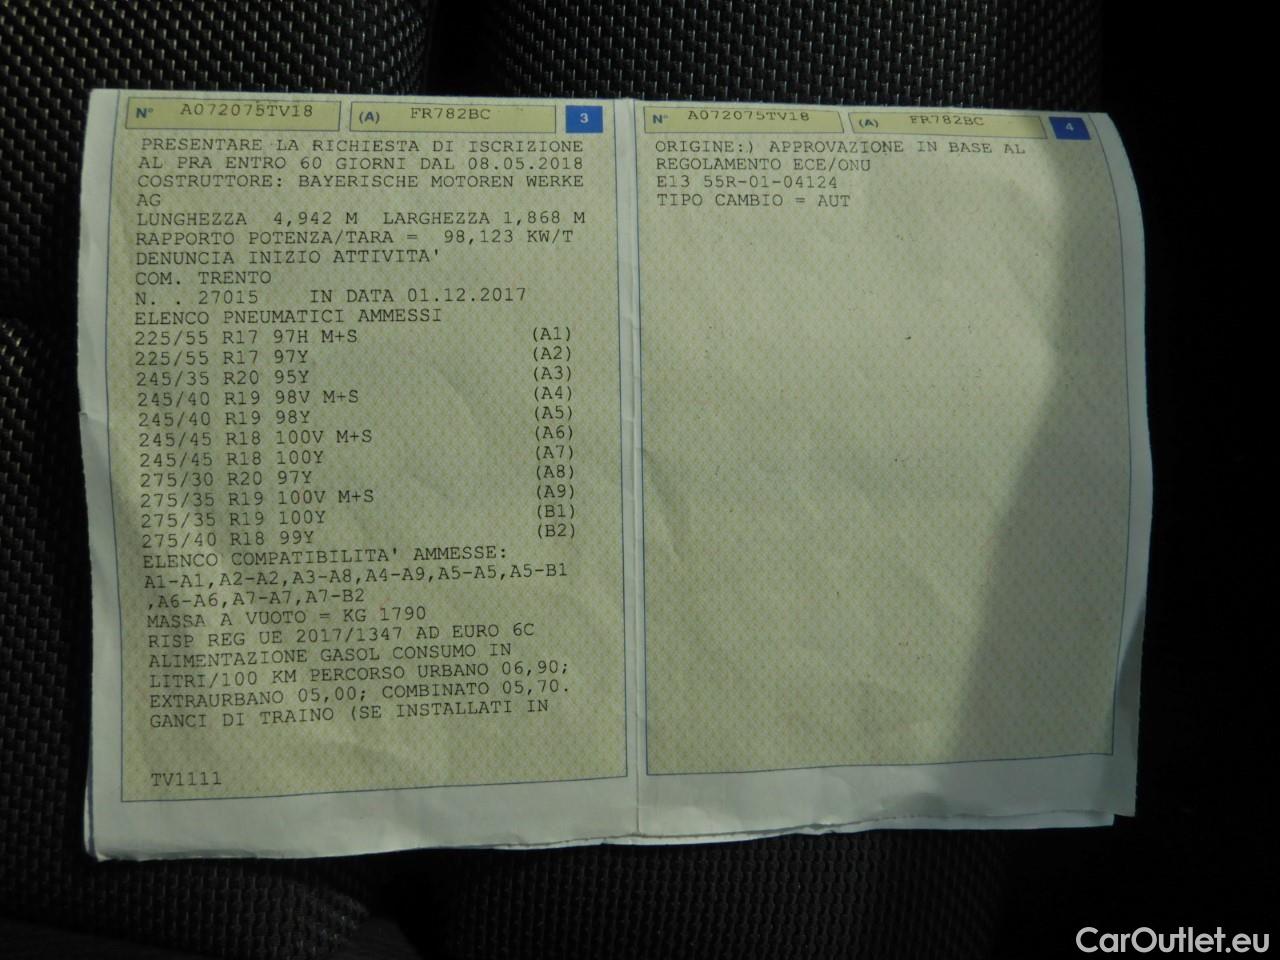 N° A072075TV18 (A) FR782BC 3
PRESENTARE LA RICHIESTA DI ISCRIZIONE
AL PRA ENTRO 60 GIORNI DAL 08.05.2018
COSTRUTTORE: BAYERISCHE MOTOREN WERKE
AG
LUNGHEZZA 4,942 M LARGHEZZA 1,868 M
RAPPORTO POTENZA/TARA = 98,123 KW/T
DENUNCIA INIZIO ATTIVITA'
COM. TRENTO
N. . 27015 IN DATA 01.12.2017
ELENCO PNEUMATICI AMMESSI
225/55 R17 97H M+S (A1)
225/55 R17 97Y (A2)
245/35 R20 95Y (A3)
245/40 R19 98V M+S (A4)
245/40 R19 98Y (A5)
245/45 R18 100V M+S (A6)
245/45 R18 100Y (A7)
275/30 R20 97Y (A8)
275/35 R19 100V M+S (A9)
275/35 R19 100Y (B1)
275/40 R18 99Y (B2)
ELENCO COMPATIBILITA' AMMESSE:
A1-A1,A2-A2,A3-A8,A4-A9,A5-A5,A5-B1
,A6-A6,A7-A7,A7-B2
MASSA A VUOTO = KG 1790
RISP REG UE 2017/1347 AD EURO 6C
ALIMENTAZIONE GASOL CONSUMO IN
LITRI/100 KM PERCORSO URBANO 06,90;
EXTRAURBANO 05,00; COMBINATO 05,70.
GANCI DI TRAINO (SE INSTALLATI IN
TV1111
N° A072075TV18 (A) FR782BC 4
ORIGINE:) APPROVAZIONE IN BASE AL
REGOLAMENTO ECE/ONU
E13 55R-01-04124
TIPO CAMBIO = AUT
CarOutlet.eu